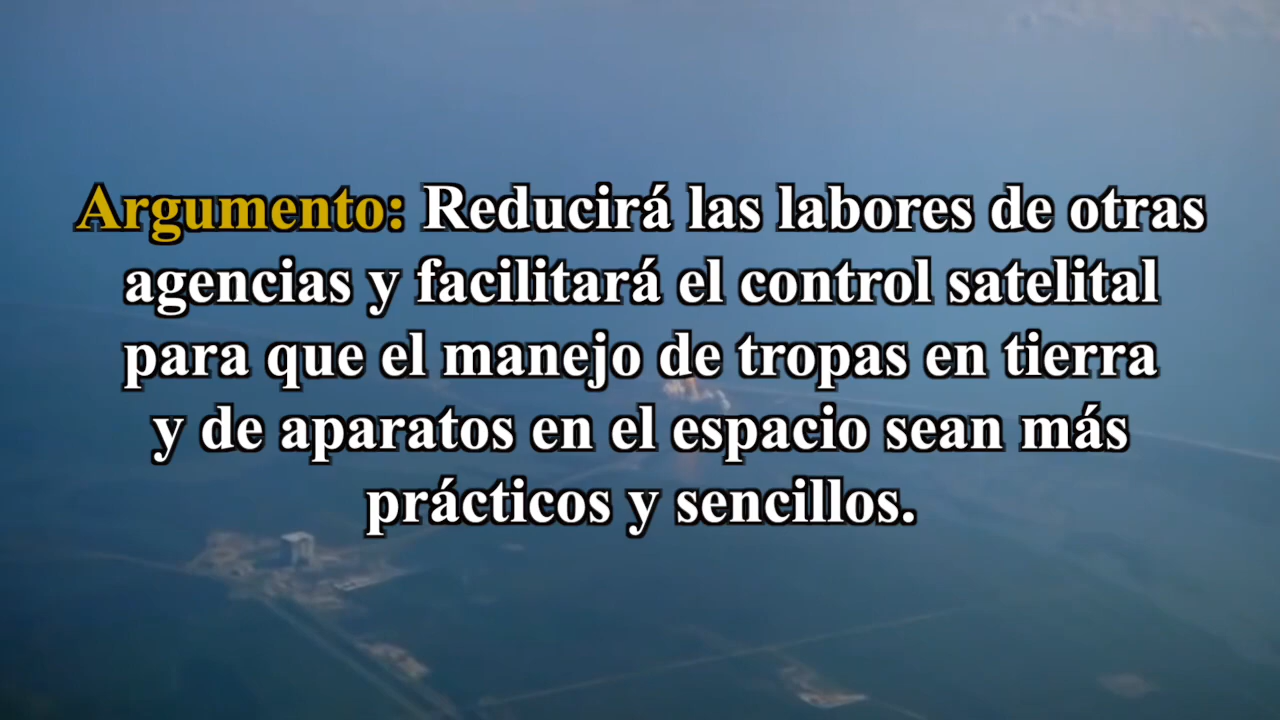 Argumento: Reducirá las labores de otras
agencias y facilitará el control satelital
para que el manejo de tropas en tierra
y de aparatos en el espacio sean más
prácticos y sencillos.